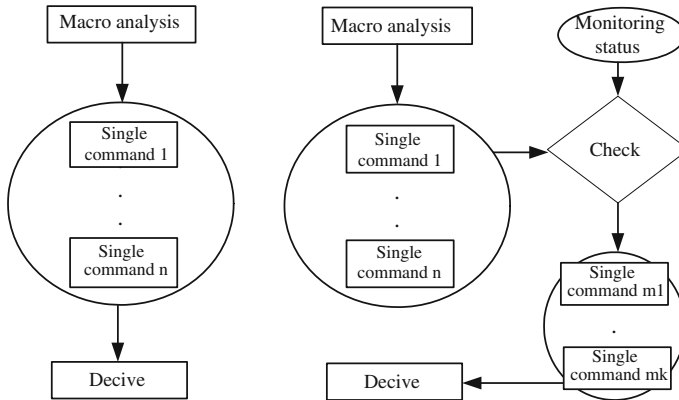 Macro analysis
Single
command 1
.
.
Single
command n
Decive
Macro analysis
Single
command 1
.
.
Single
command n
Monitoring
status
Check
Single
command m1
.
Single
command mk
Decive